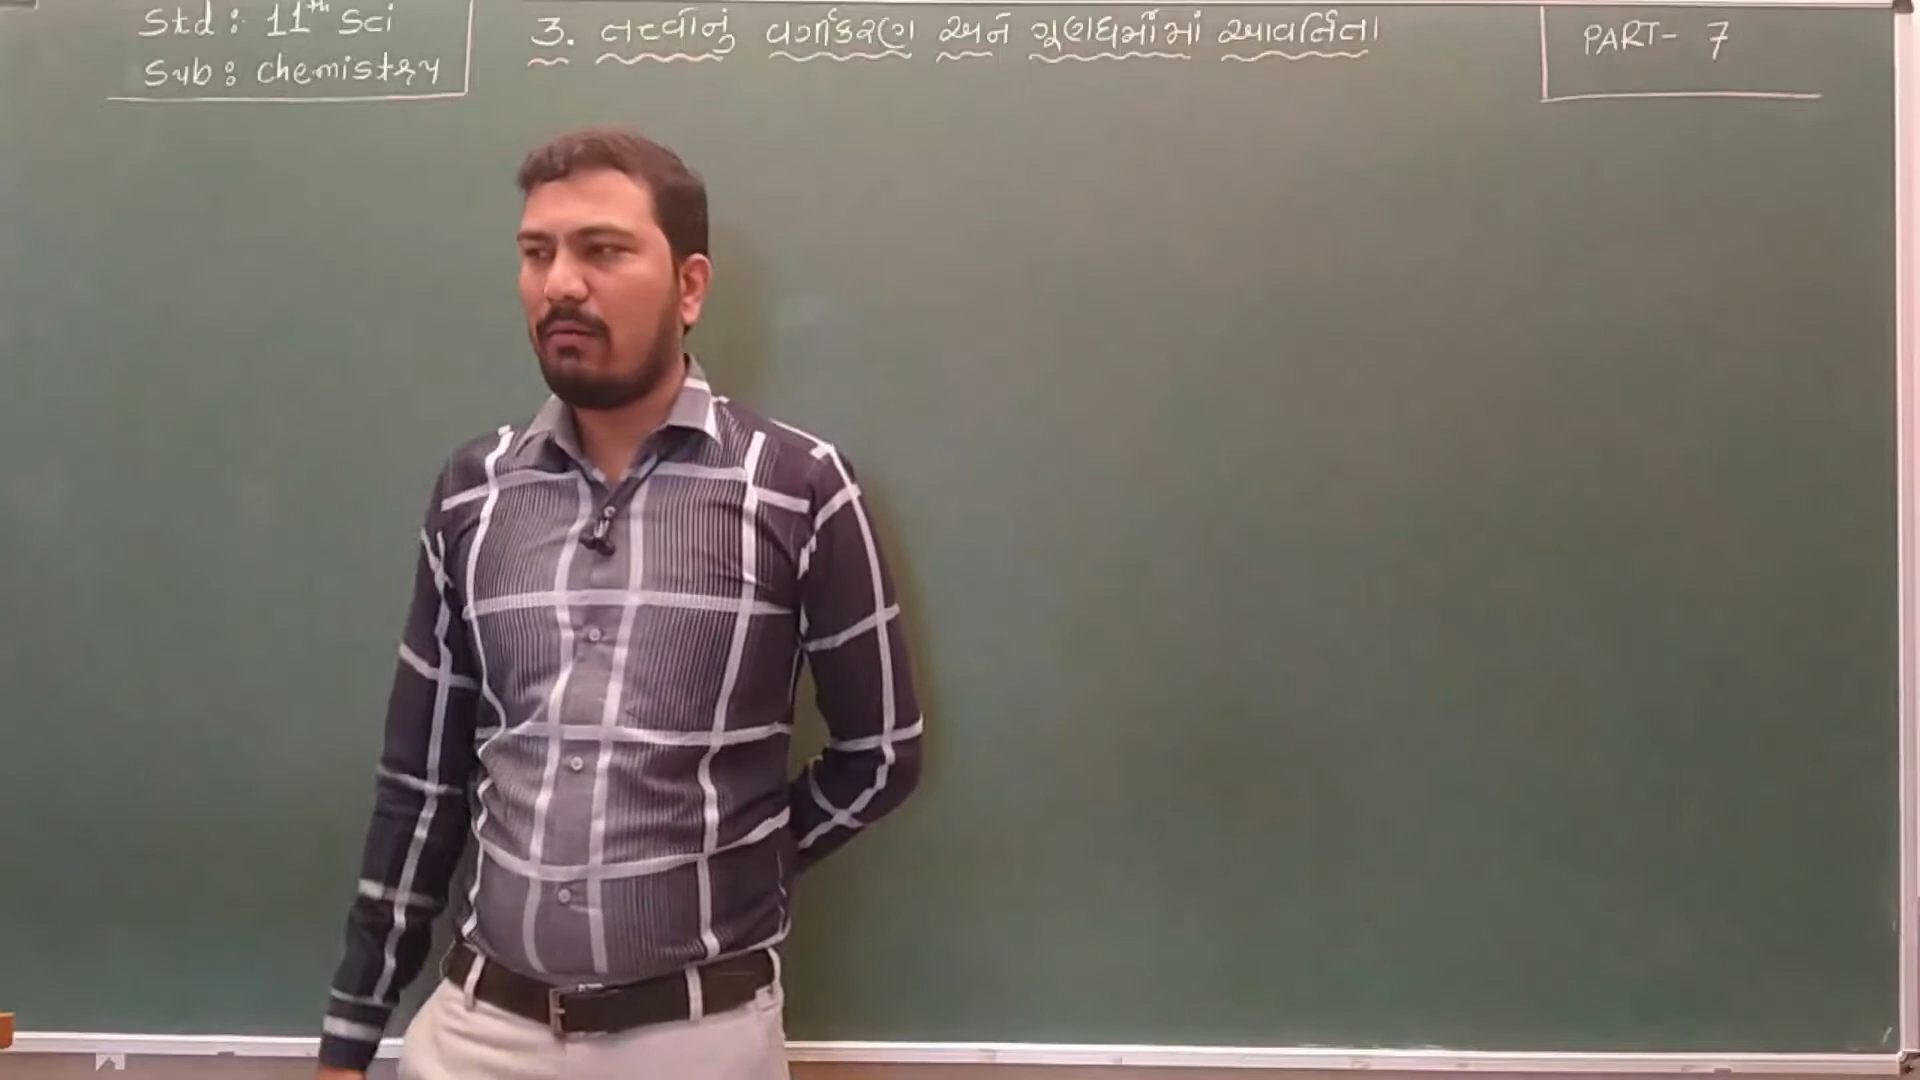 Std : 11th Sci
Sub : chemistry
3. તત્ત્વોનું વર્ગીકરણ અને ગુણધર્મોમાં આવર્તિતા
PART- 7